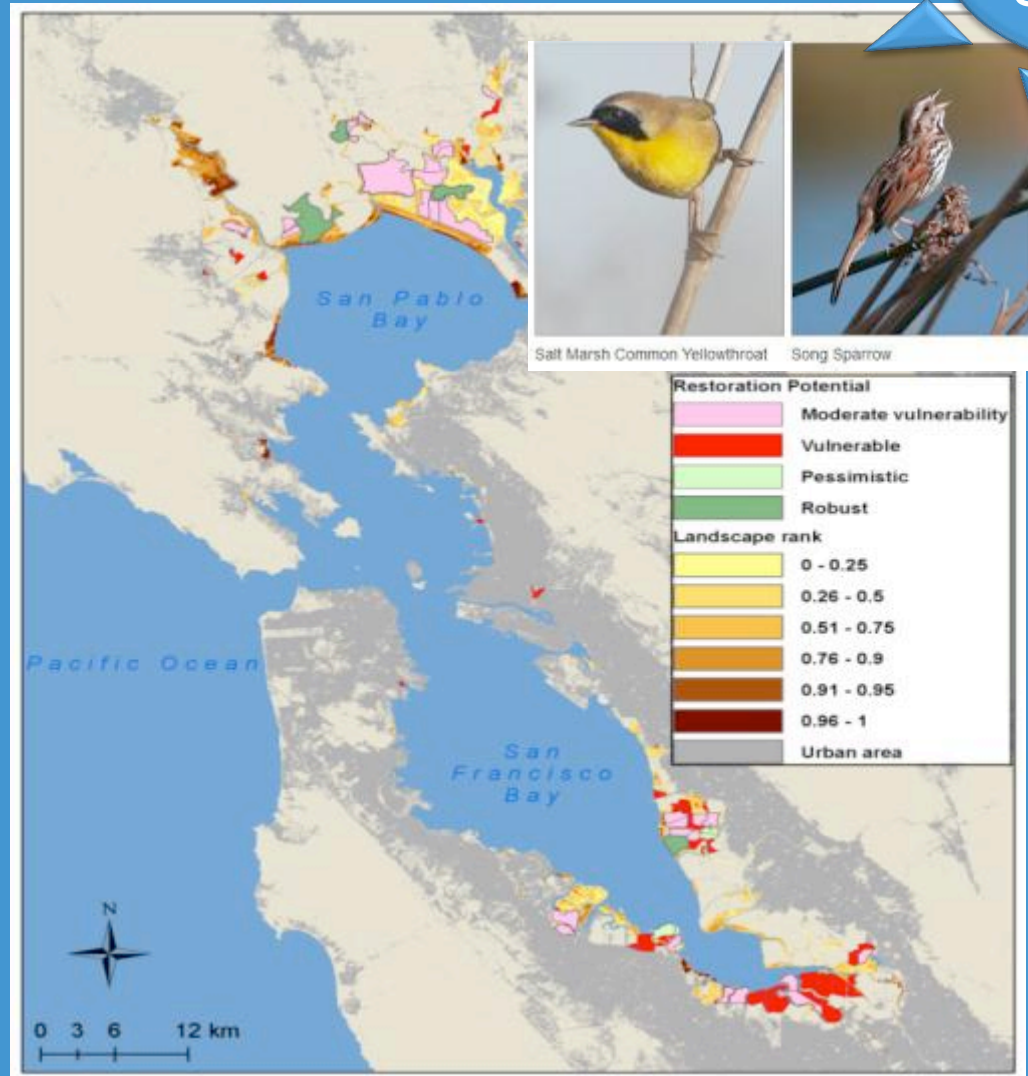 Salt Marsh Common Yellowthroat
Song Sparrow
San Pablo
Bay
Restoration Potential
Moderate vulnerability
Vulnerable
Pessimistic
Robust
Landscape rank
0 - 0.25
0.26 - 0.5
0.51 - 0.75
0.76 - 0.9
0.91 - 0.95
0.96 - 1
Urban area
Pacific Ocean
San
Francisco
Bay
N
0 3 6 12 km